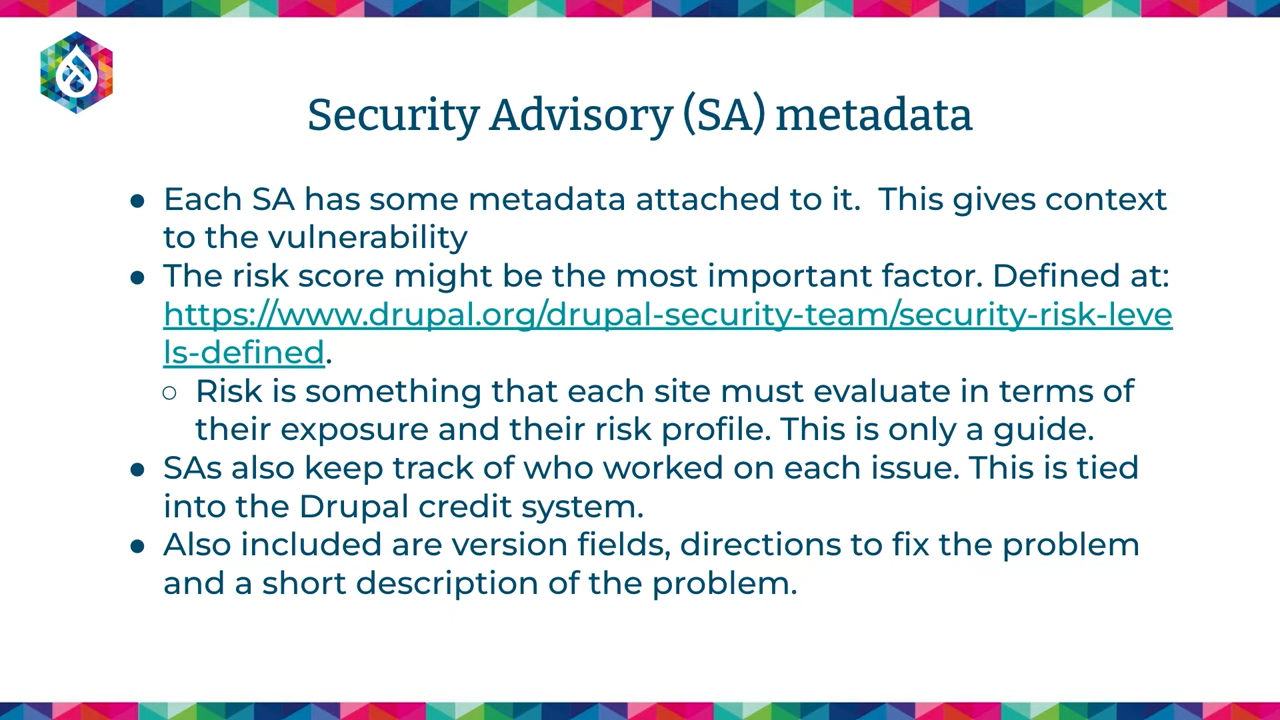 Security Advisory (SA) metadata
● Each SA has some metadata attached to it.  This gives context
to the vulnerability
● The risk score might be the most important factor. Defined at:
https://www.drupal.org/drupal-security-team/security-risk-leve
ls-defined.
○ Risk is something that each site must evaluate in terms of
their exposure and their risk profile. This is only a guide.
● SAs also keep track of who worked on each issue. This is tied
into the Drupal credit system.
● Also included are version fields, directions to fix the problem
and a short description of the problem.